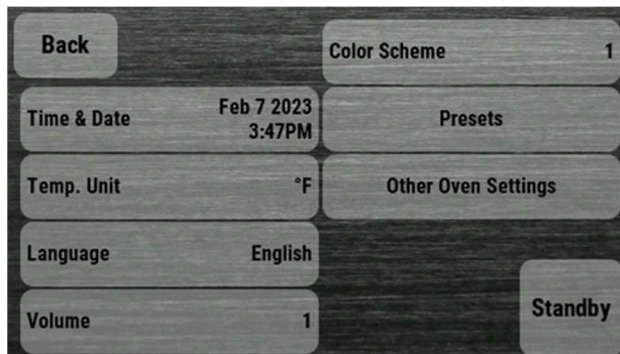 Back
Color Scheme 1
Time & Date Feb 7 2023
3:47PM
Presets
Temp. Unit °F
Other Oven Settings
Language English
Volume 1
Standby